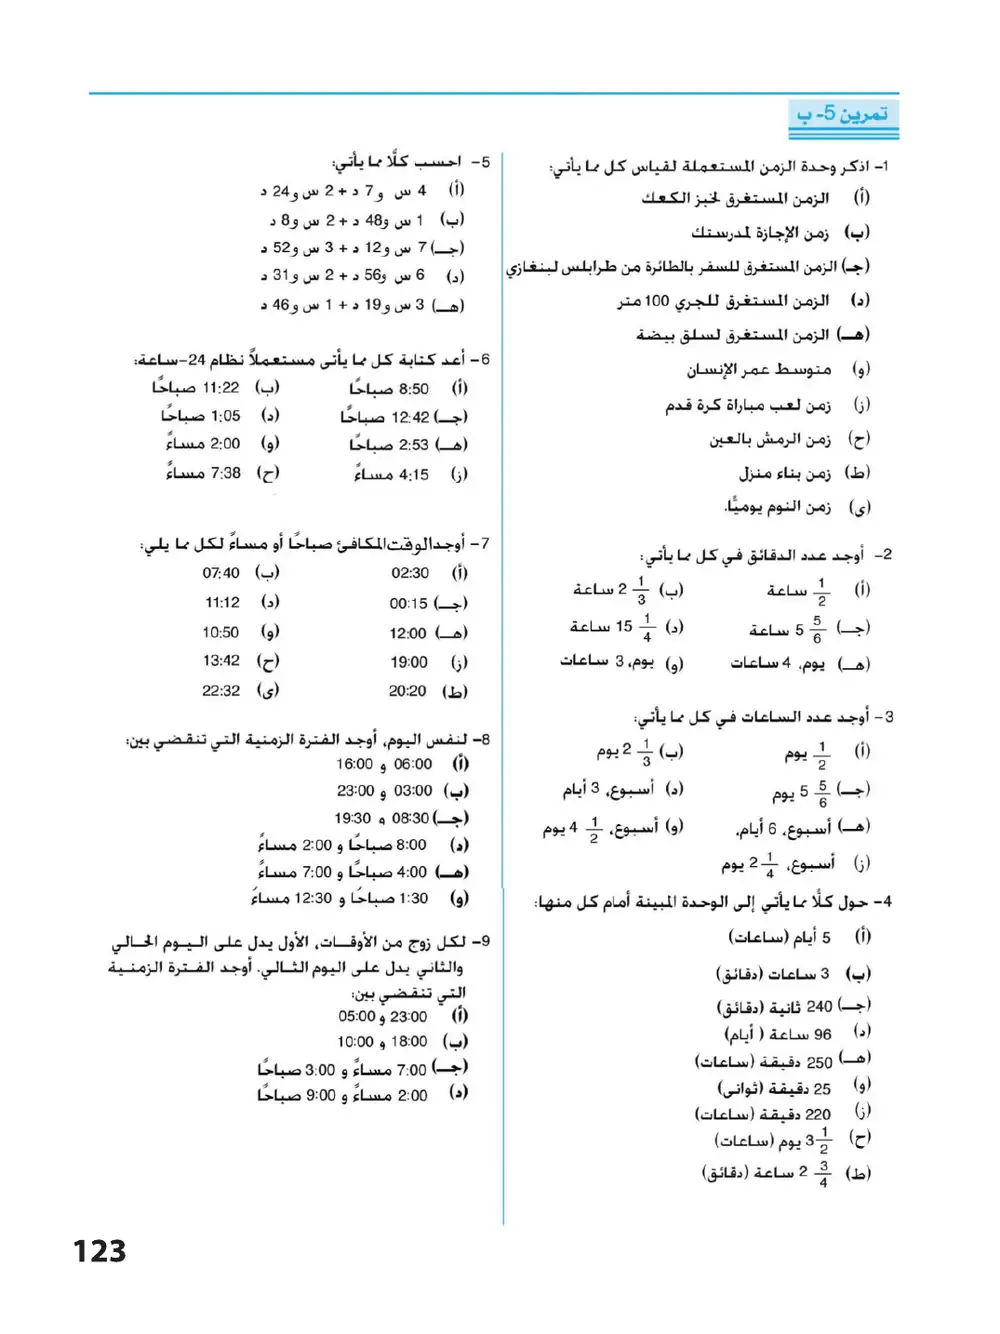 تمرين 5- ب
1- اذكر وحدة الزمن المستعملة لقياس كل مما يأتي:
(أ) الزمن المستغرق لخبز الكعك
(ب) زمن الإجازة لمدرستك
(جـ) الزمن المستغرق للسفر بالطائرة من طرابلس لبنغازي
(د) الزمن المستغرق للجري 100 متر
(هـ) الزمن المستغرق لسلق بيضة
(و) متوسط عمر الإنسان
(ز) زمن لعب مباراة كرة قدم
(ح) زمن الرمش بالعين
(ط) زمن بناء منزل
(ى) زمن النوم يوميًّا.
2- أوجد عدد الدقائق في كل مما يأتي:
(أ) 1/2 ساعة (ب) 2 1/3 ساعة
(جـ) 5 5/6 ساعة (د) 15 1/4 ساعة
(هـ) يوم، 4 ساعات (و) يوم، 3 ساعات
3- أوجد عدد الساعات في كل مما يأتي:
(أ) 1/2 يوم (ب) 2 1/3 يوم
(جـ) 5 5/6 يوم (د) أسبوع، 3 أيام
(هـ) أسبوع، 6 أيام، (و) أسبوع، 4 1/2 يوم
(ز) أسبوع، 2 1/4 يوم
4- حول كلًّا مما يأتي إلى الوحدة المبينة أمام كل منها:
(أ) 5 أيام (ساعات)
(ب) 3 ساعات (دقائق)
(جـ) 240 ثانية (دقائق)
(د) 96 ساعة ( أيام)
(هـ) 250 دقيقة (ساعات)
(و) 25 دقيقة (ثوانى)
(ز) 220 دقيقة (ساعات)
(ح) 3 1/2 يوم (ساعات)
(ط) 2 3/4 ساعة (دقائق)
5- احسب كلًّا مما يأتي:
(أ) 4 س و7 د + 2 س و24 د
(ب) 1 س و48 د + 2 س و8 د
(جـ) 7 س و12 د + 3 س و52 د
(د) 6 س و56 د + 2 س و31 د
(هـ) 3 س و19 د + 1 س و46 د
6- أعد كتابة كل مما يأتى مستعملاً نظام 24-ساعة:
(أ) 8:50 صباحًا (ب) 11:22 صباحًا
(جـ) 12:42 صباحًا (د) 1:05 صباحًا
(هـ) 2:53 صباحًا (و) 2:00 مساءً
(ز) 4:15 مساءً (ح) 7:38 مساءً
7- أوجدالوقت المكافئ صباحًا أو مساءً لكل مما يلي:
(أ) 02:30 (ب) 07:40
(جـ) 00:15 (د) 11:12
(هـ) 12:00 (و) 10:50
(ز) 19:00 (ح) 13:42
(ط) 20:20 (ى) 22:32
8- لنفس اليوم، أوجد الفترة الزمنية التي تنقضي بين:
(أ) 06:00 و 16:00
(ب) 03:00 و 23:00
(جـ) 08:30 و 19:30
(د) 8:00 صباحًا و 2:00 مساءً
(هـ) 4:00 صباحًا و 7:00 مساءً
(و) 1:30 صباحًا و 12:30 مساءً
9- لكل زوج من الأوقات، الأول يدل على اليوم الحالي
والثاني يدل على اليوم التالي. أوجد الفترة الزمنية
التي تنقضي بين:
(أ) 23:00 و 05:00
(ب) 18:00 و 10:00
(جـ) 7:00 مساءً و 3:00 صباحًا
(د) 2:00 مساءً و 9:00 صباحًا
123